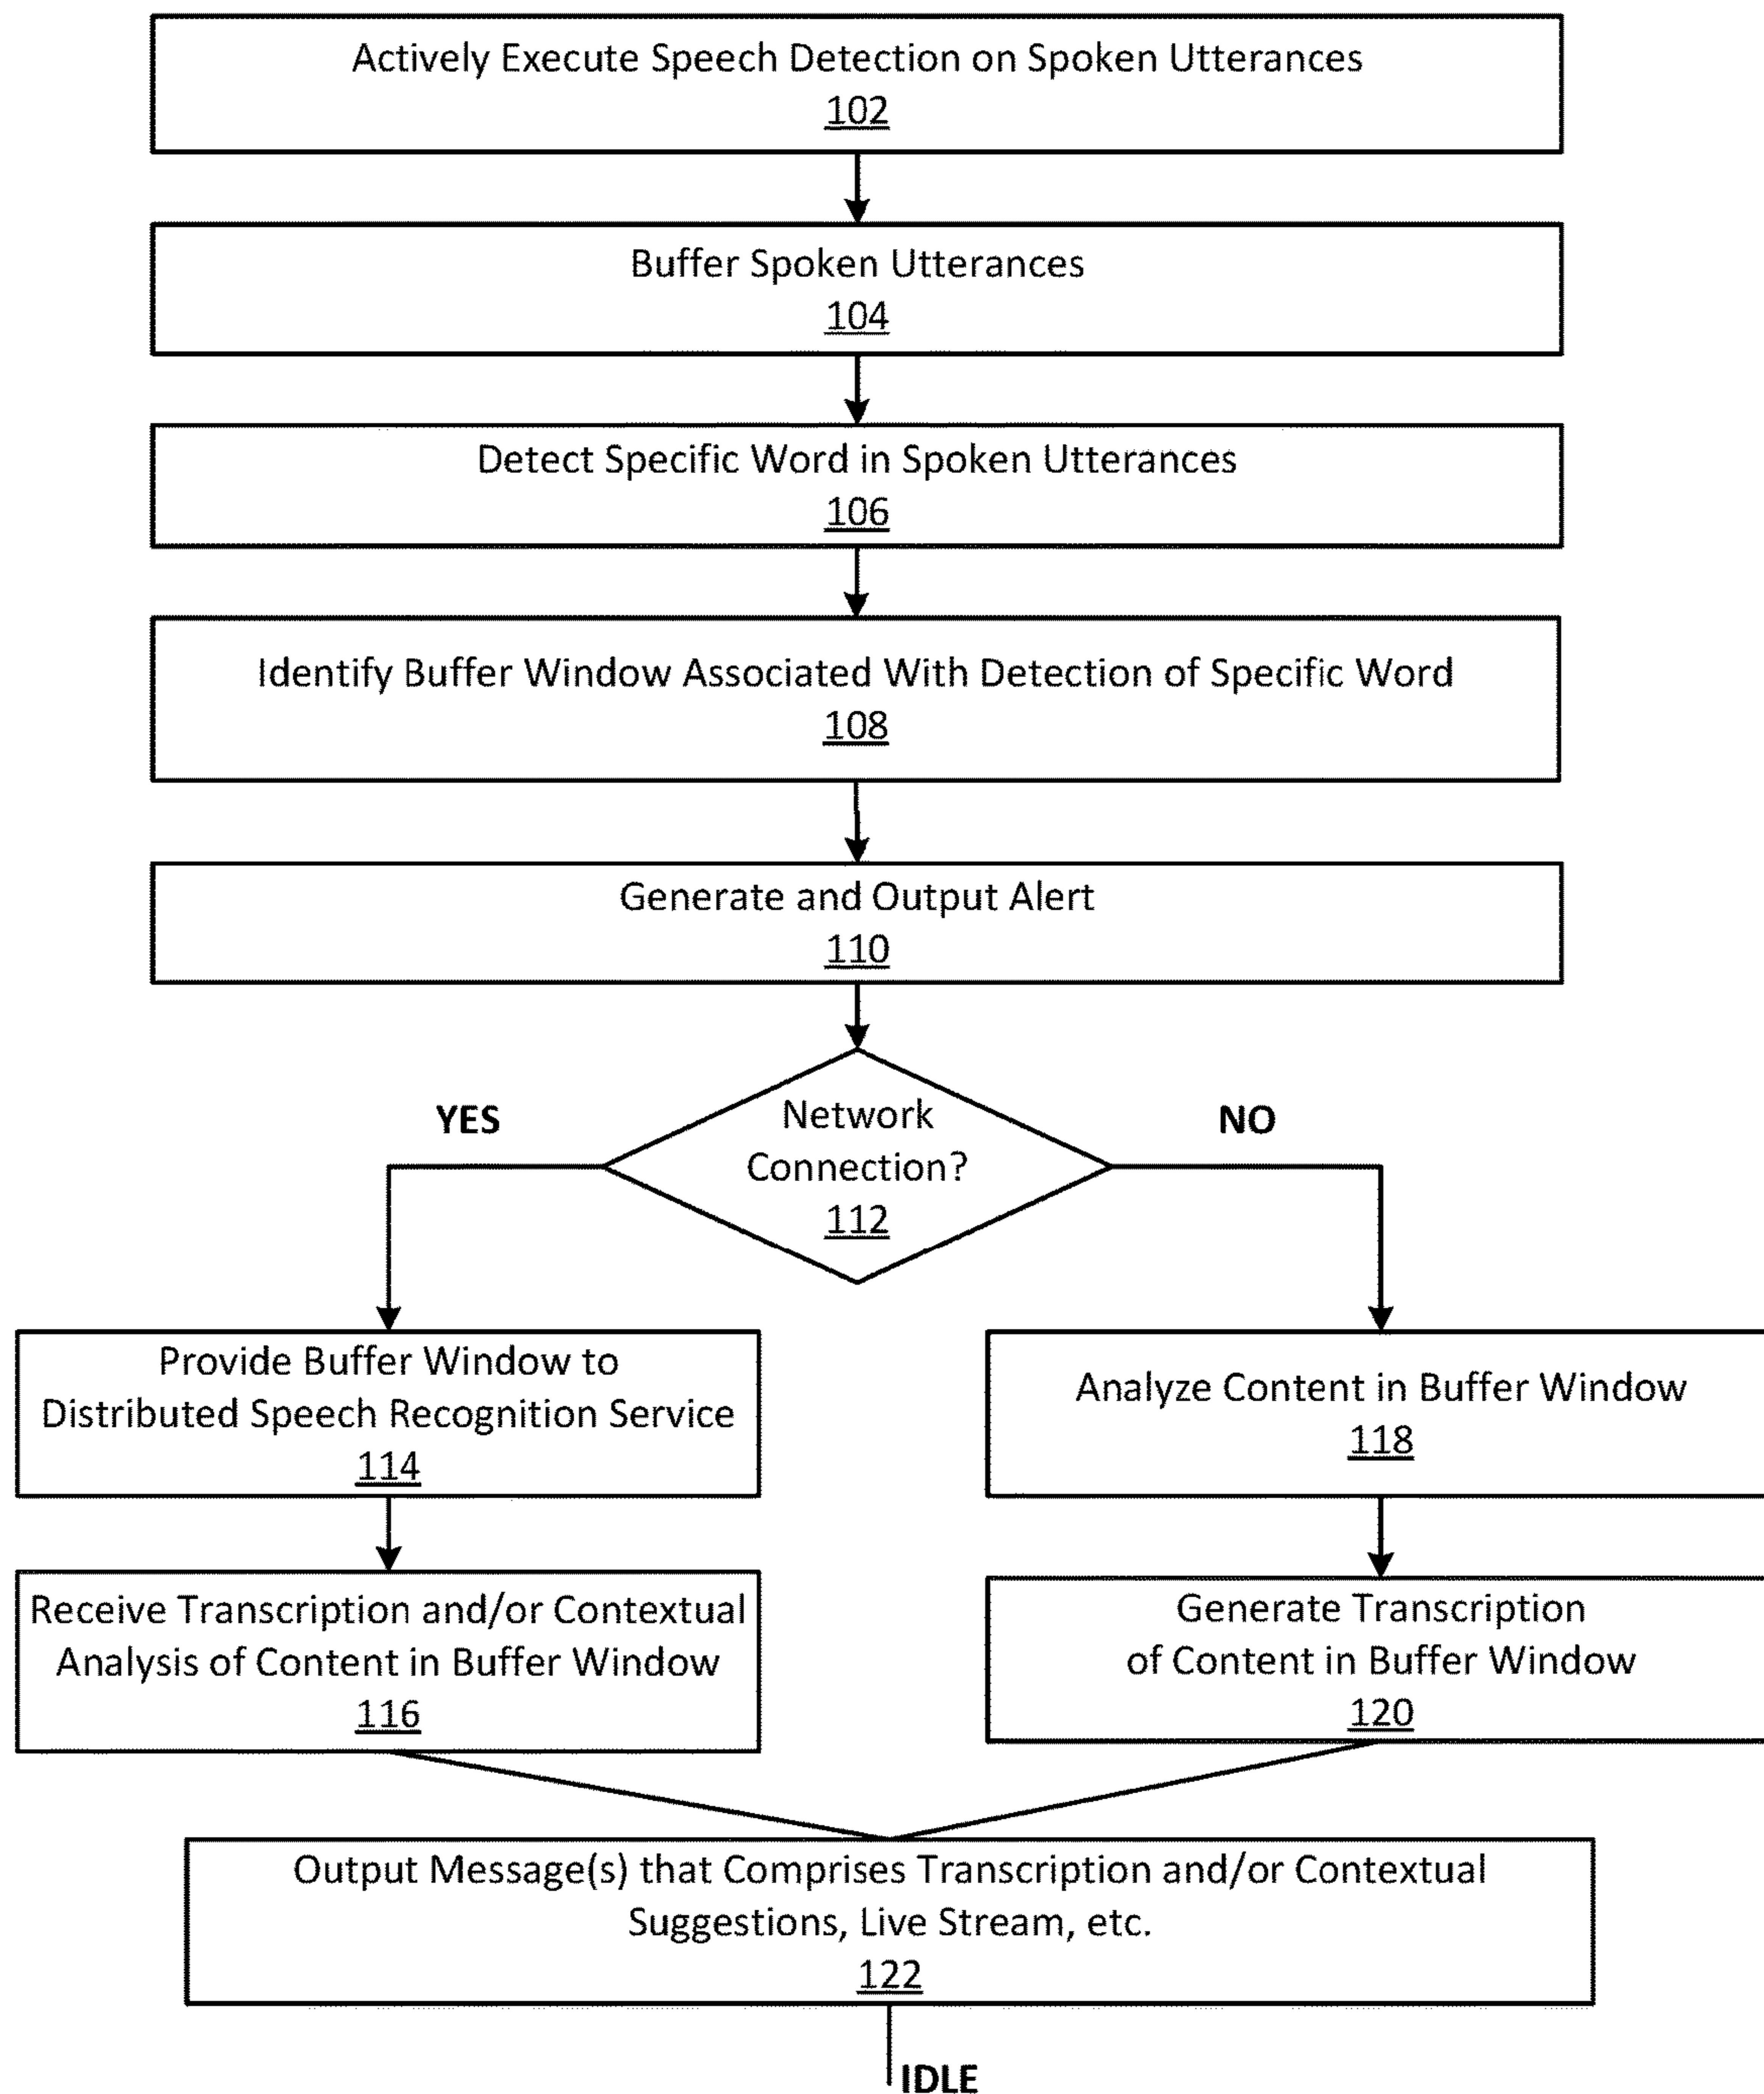 Actively Execute Speech Detection on Spoken Utterances
102
Buffer Spoken Utterances
104
Detect Specific Word in Spoken Utterances
106
Identify Buffer Window Associated With Detection of Specific Word
108
Generate and Output Alert
110
YES
Network
Connection?
112
NO
Provide Buffer Window to
Distributed Speech Recognition Service
114
Analyze Content in Buffer Window
118
Receive Transcription and/or Contextual
Analysis of Content in Buffer Window
116
Generate Transcription
of Content in Buffer Window
120
Output Message(s) that Comprises Transcription and/or Contextual
Suggestions, Live Stream, etc.
122
IDLE